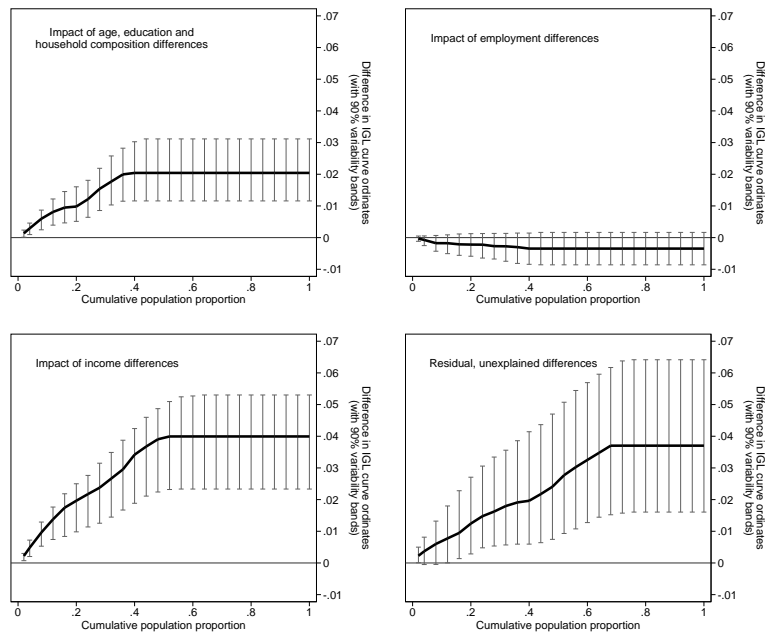 Impact of age, education and
household composition differences
.07
.06
.05
.04
.03
.02
.01
0
-.01
Difference in IGL curve ordinates
(with 90% variability bands)
0 .2 .4 .6 .8 1
Cumulative population proportion
Impact of employment differences
.07
.06
.05
.04
.03
.02
.01
0
-.01
Difference in IGL curve ordinates
(with 90% variability bands)
0 .2 .4 .6 .8 1
Cumulative population proportion
Impact of income differences
.07
.06
.05
.04
.03
.02
.01
0
-.01
Difference in IGL curve ordinates
(with 90% variability bands)
0 .2 .4 .6 .8 1
Cumulative population proportion
Residual, unexplained differences
.07
.06
.05
.04
.03
.02
.01
0
-.01
Difference in IGL curve ordinates
(with 90% variability bands)
0 .2 .4 .6 .8 1
Cumulative population proportion